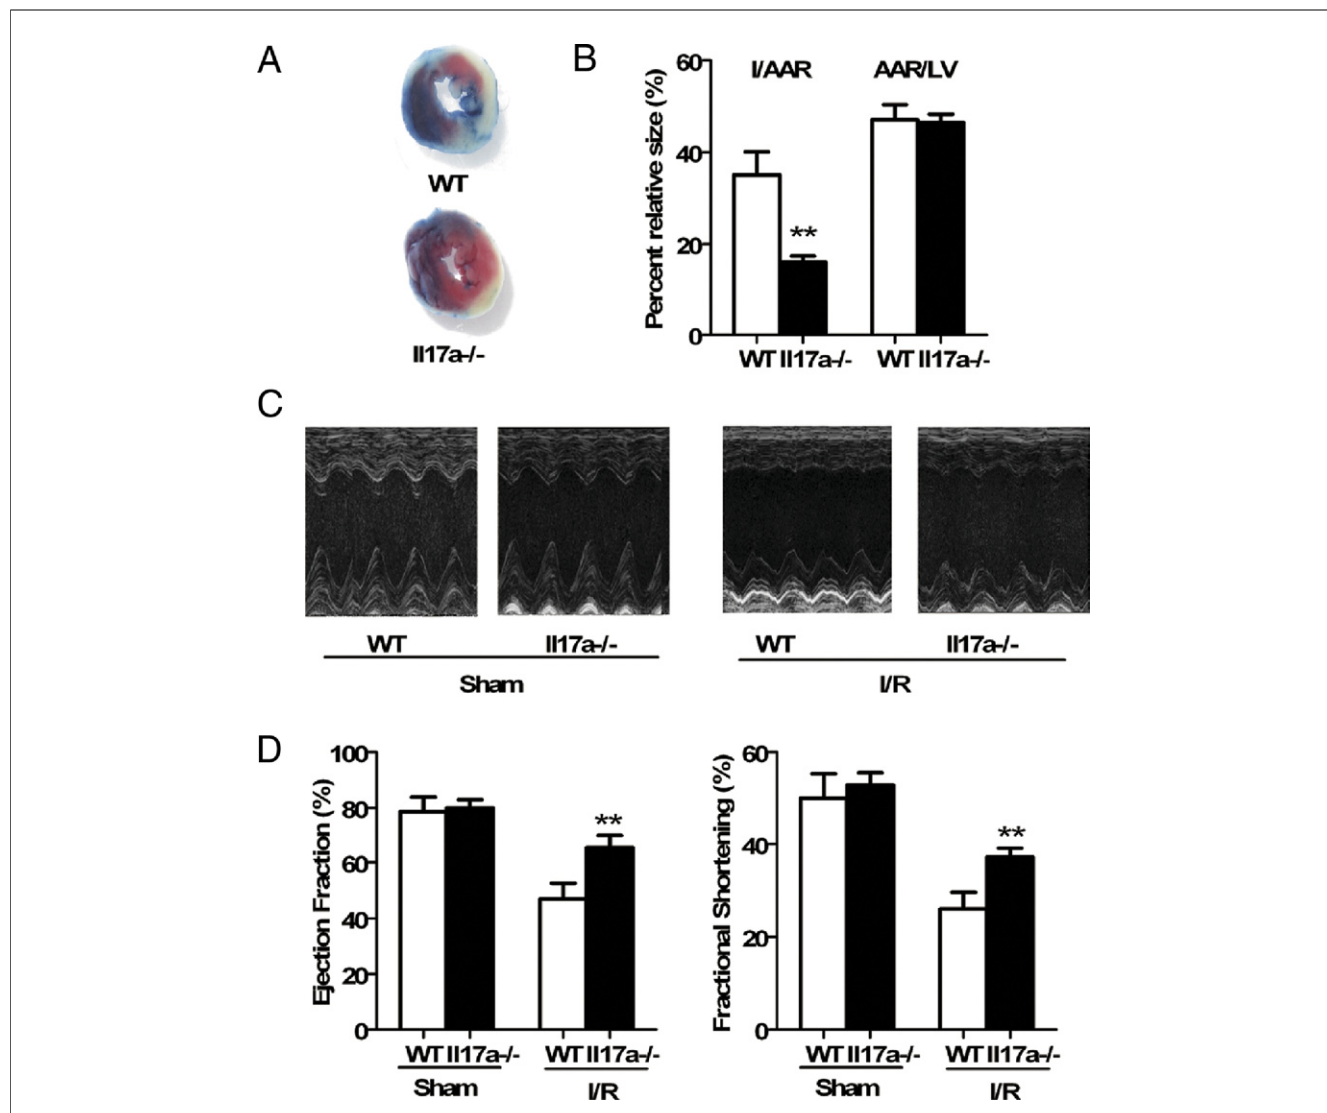 A
WT
Il17a-/-
B
Percent relative size (%)
60
40
20
0
I/AAR
AAR/LV
**
WT Il17a-/-
WT Il17a-/-
C
WT
Il17a-/-
Sham
WT
Il17a-/-
I/R
D
Ejection Fraction (%)
100
80
60
40
20
0
**
WT Il17a-/-
WT Il17a-/-
Sham
I/R
Fractional Shortening (%)
60
40
20
0
**
WT Il17a-/-
WT Il17a-/-
Sham
I/R